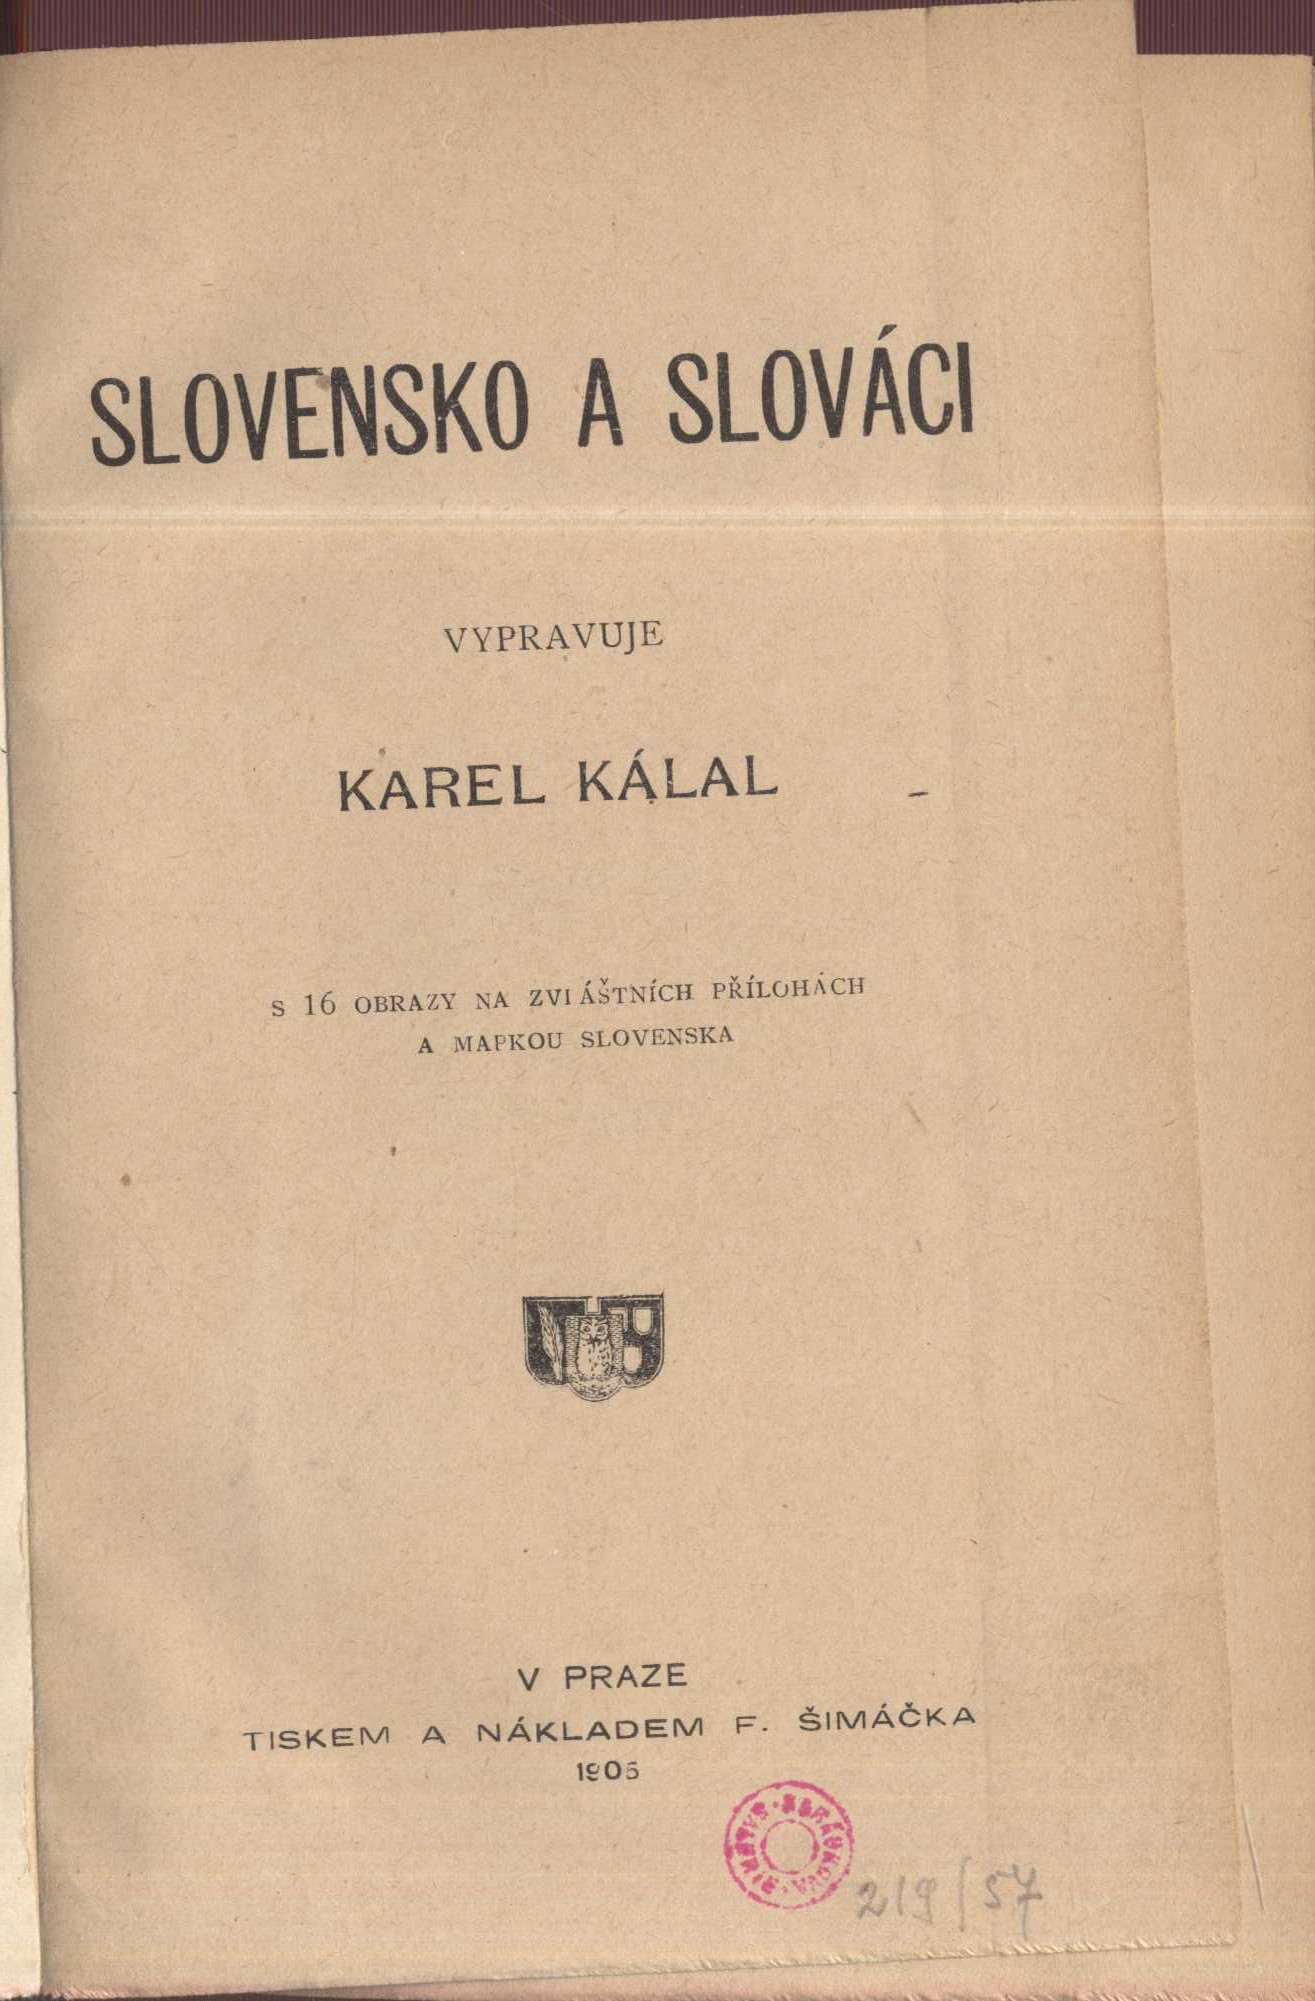 SLOVENSKO A SLOVÁCI
VYPRAVUJE
KAREL KÁLAL
S 16 OBRAZY NA ZVLÁŠTNÍCH PŘÍLOHÁCH
A MAPKOU SLOVENSKA
V PRAZE
TISKEM A NÁKLADEM F. ŠIMÁČKA
1905
219/57